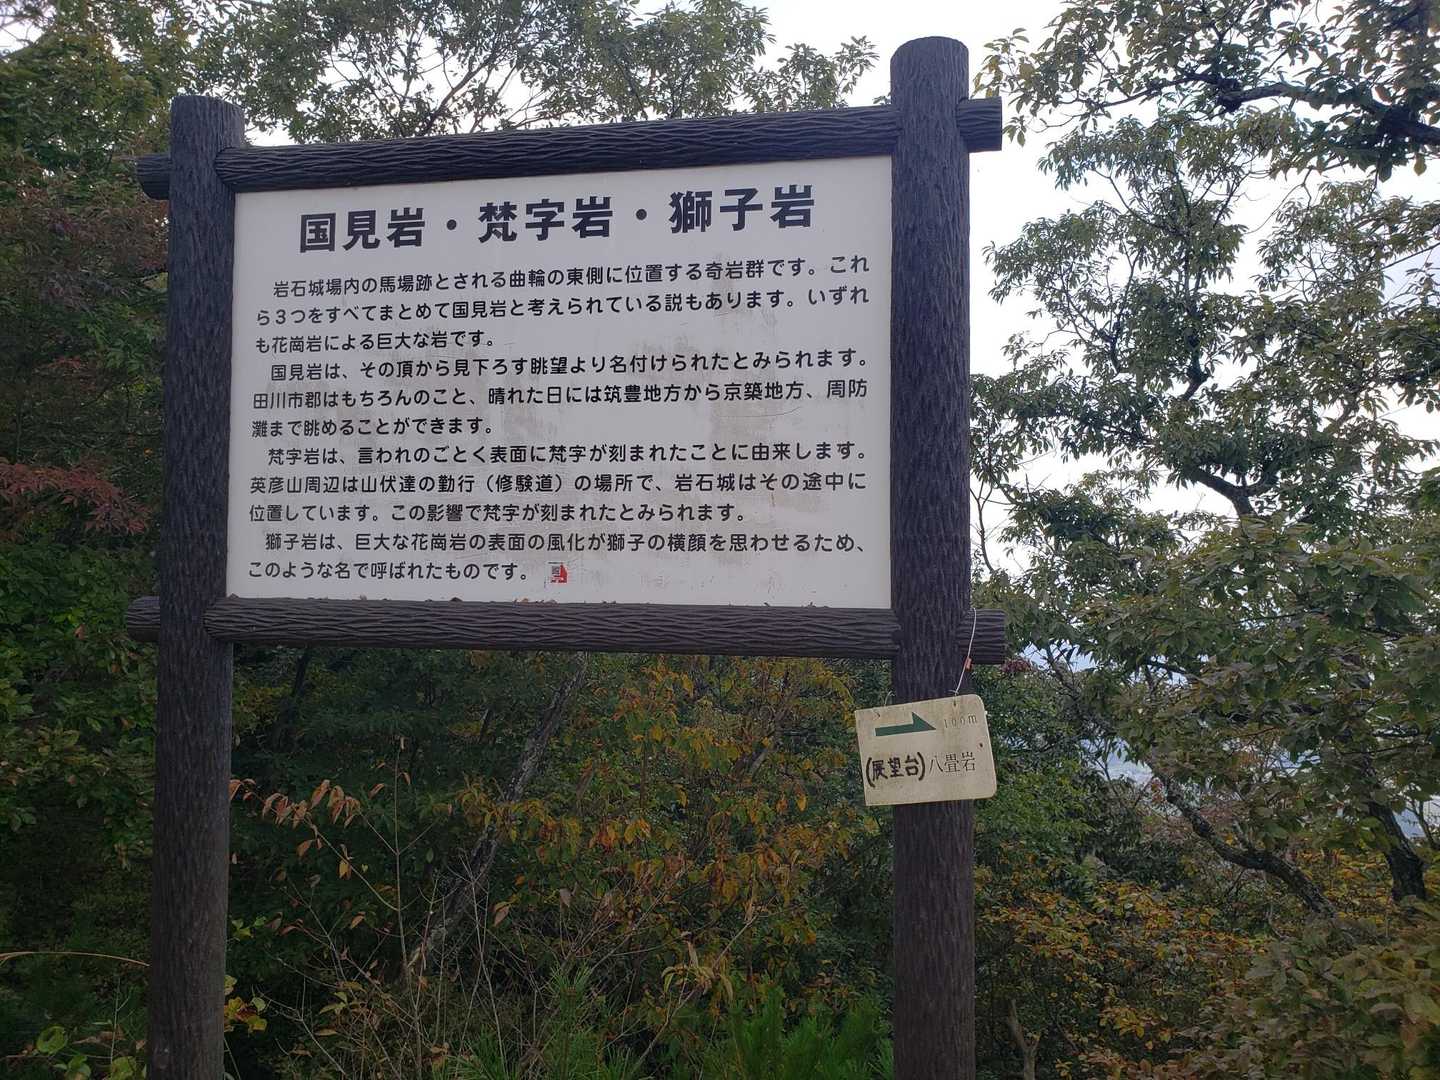 国見岩・梵字岩・獅子岩
岩石城場内の馬場跡とされる曲輪の東側に位置する奇岩群です。これ
ら３つをすべてまとめて国見岩と考えられている説もあります。いずれ
も花崗岩による巨大な岩です。
国見岩は、その頂から見下ろす眺望より名付けられたとみられます。
田川市郡はもちろんのこと、晴れた日には筑豊地方から京築地方、周防
灘まで眺めることができます。
梵字岩は、言われのごとく表面に梵字が刻まれたことに由来します。
英彦山周辺は山伏達の勤行（修験道）の場所で、岩石城はその途中に
位置しています。この影響で梵字が刻まれたとみられます。
獅子岩は、巨大な花崗岩の表面の風化が獅子の横顔を思わせるため、
このような名で呼ばれたものです。
100m
(展望台)八畳岩